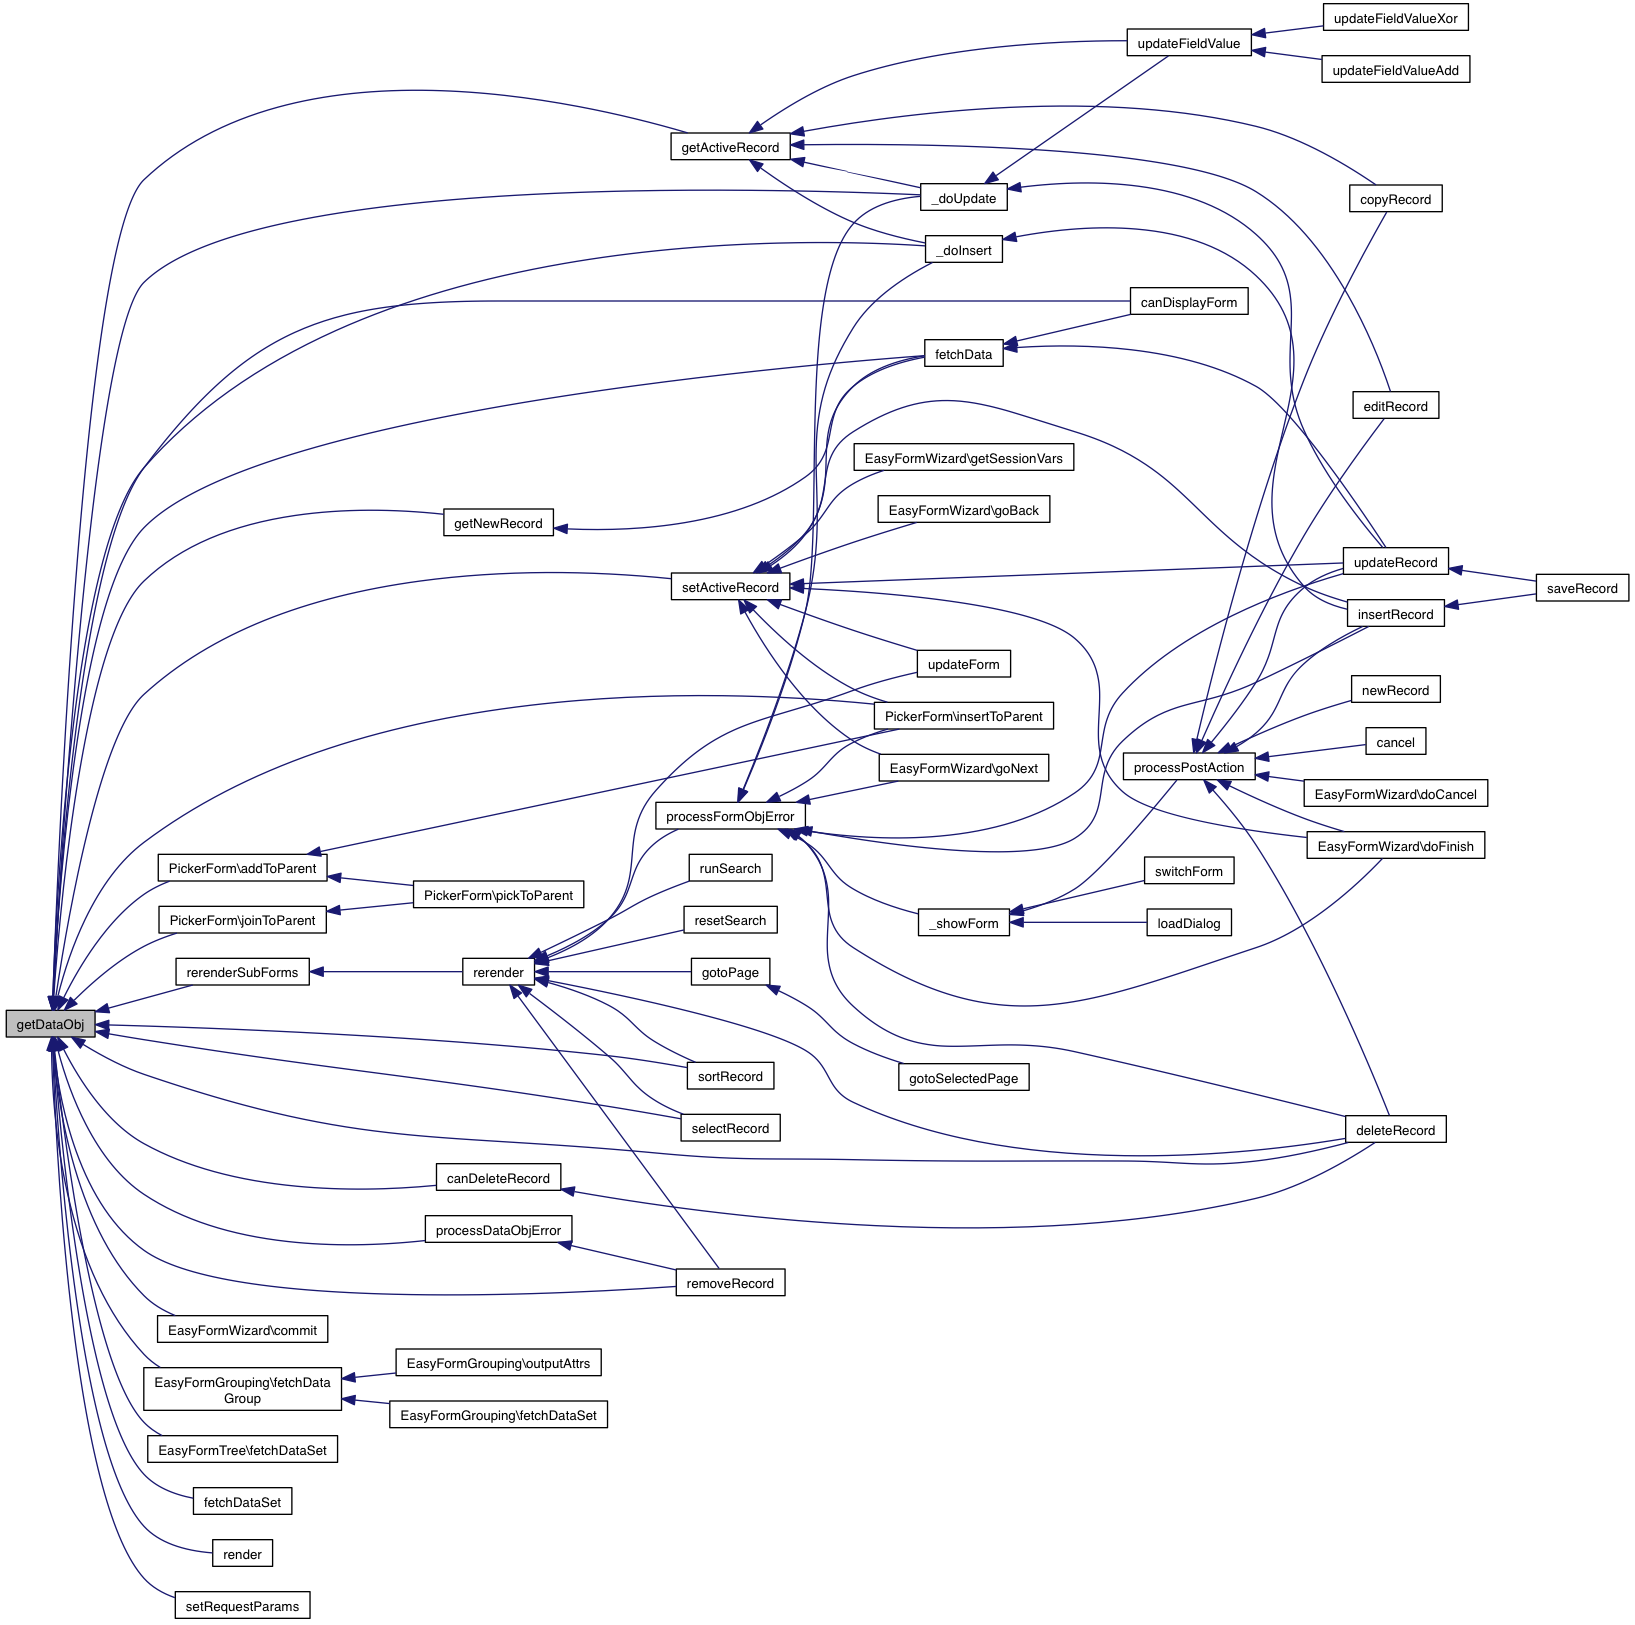 updateFieldValueXor
updateFieldValue
updateFieldValueAdd
getActiveRecord
_doUpdate
copyRecord
_doInsert
canDisplayForm
fetchData
editRecord
EasyFormWizard\getSessionVars
EasyFormWizard\goBack
getNewRecord
updateRecord
setActiveRecord
saveRecord
insertRecord
updateForm
newRecord
PickerForm\insertToParent
cancel
EasyFormWizard\goNext
processPostAction
EasyFormWizard\doCancel
processFormObjError
EasyFormWizard\doFinish
PickerForm\addToParent
runSearch
switchForm
PickerForm\pickToParent
PickerForm\joinToParent
resetSearch
_showForm
loadDialog
rerenderSubForms
rerender
gotoPage
getDataObj
sortRecord
gotoSelectedPage
selectRecord
deleteRecord
canDeleteRecord
processDataObjError
removeRecord
EasyFormWizard\commit
EasyFormGrouping\outputAttrs
EasyFormGrouping\fetchData
Group
EasyFormGrouping\fetchDataSet
EasyFormTree\fetchDataSet
fetchDataSet
render
setRequestParams